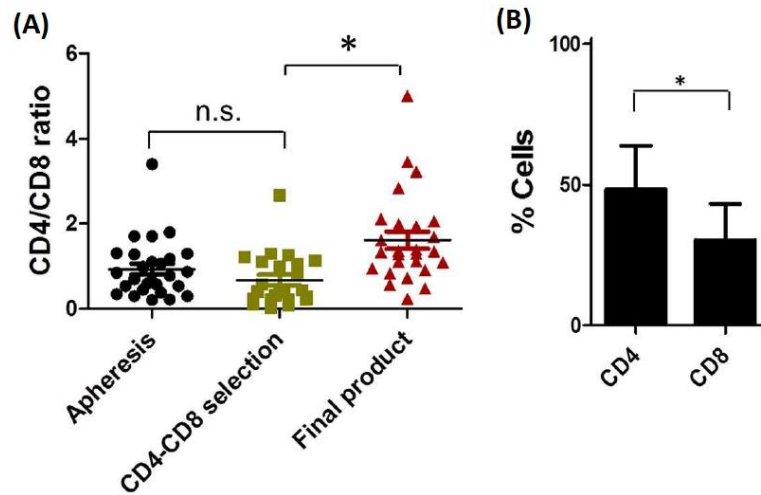 (A)
CD4/CD8 ratio
6
4
2
0
n.s.
*
Apheresis
CD4-CD8 selection
Final product
(B)
% Cells
100
50
0
*
CD4
CD8